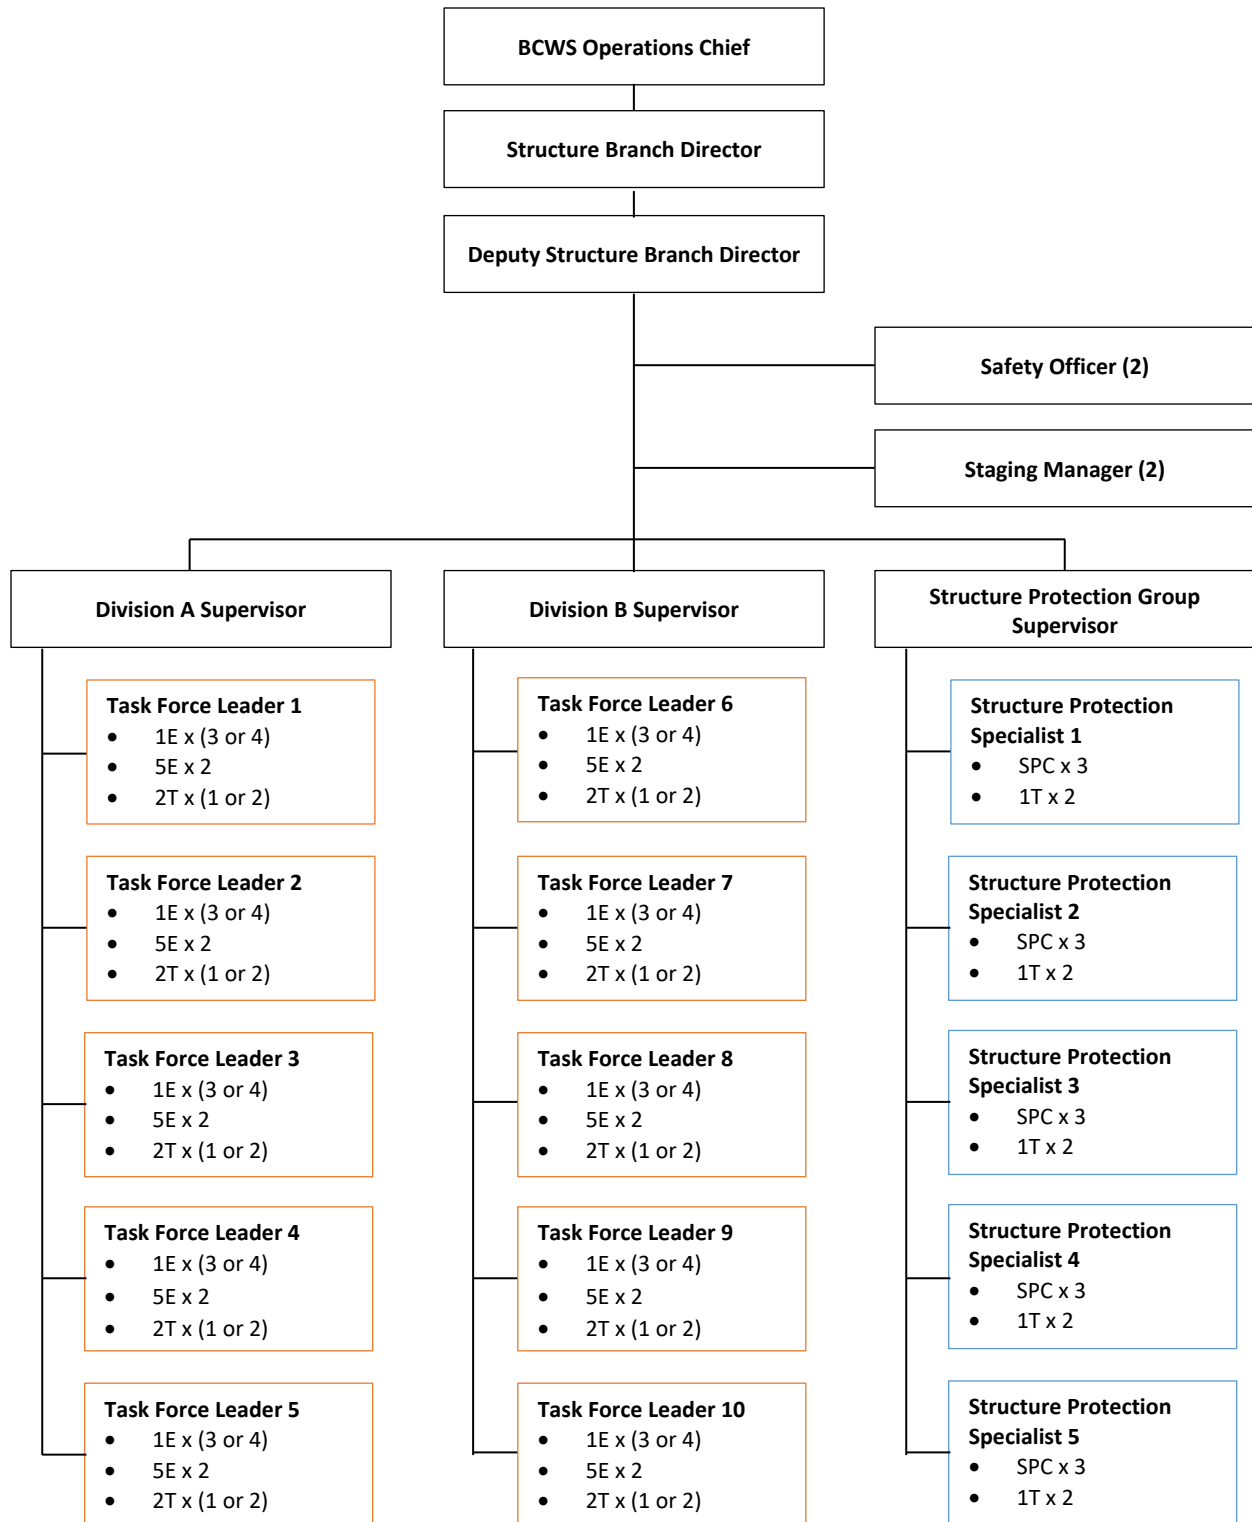 BCWS Operations Chief
Structure Branch Director
Deputy Structure Branch Director
Safety Officer (2)
Staging Manager (2)
Division A Supervisor
Division B Supervisor
Structure Protection Group
Supervisor
Task Force Leader 1
• 1E x (3 or 4)
• 5E x 2
• 2T x (1 or 2)
Task Force Leader 2
• 1E x (3 or 4)
• 5E x 2
• 2T x (1 or 2)
Task Force Leader 3
• 1E x (3 or 4)
• 5E x 2
• 2T x (1 or 2)
Task Force Leader 4
• 1E x (3 or 4)
• 5E x 2
• 2T x (1 or 2)
Task Force Leader 5
• 1E x (3 or 4)
• 5E x 2
• 2T x (1 or 2)
Task Force Leader 6
• 1E x (3 or 4)
• 5E x 2
• 2T x (1 or 2)
Task Force Leader 7
• 1E x (3 or 4)
• 5E x 2
• 2T x (1 or 2)
Task Force Leader 8
• 1E x (3 or 4)
• 5E x 2
• 2T x (1 or 2)
Task Force Leader 9
• 1E x (3 or 4)
• 5E x 2
• 2T x (1 or 2)
Task Force Leader 10
• 1E x (3 or 4)
• 5E x 2
• 2T x (1 or 2)
Structure Protection
Specialist 1
• SPC x 3
• 1T x 2
Structure Protection
Specialist 2
• SPC x 3
• 1T x 2
Structure Protection
Specialist 3
• SPC x 3
• 1T x 2
Structure Protection
Specialist 4
• SPC x 3
• 1T x 2
Structure Protection
Specialist 5
• SPC x 3
• 1T x 2